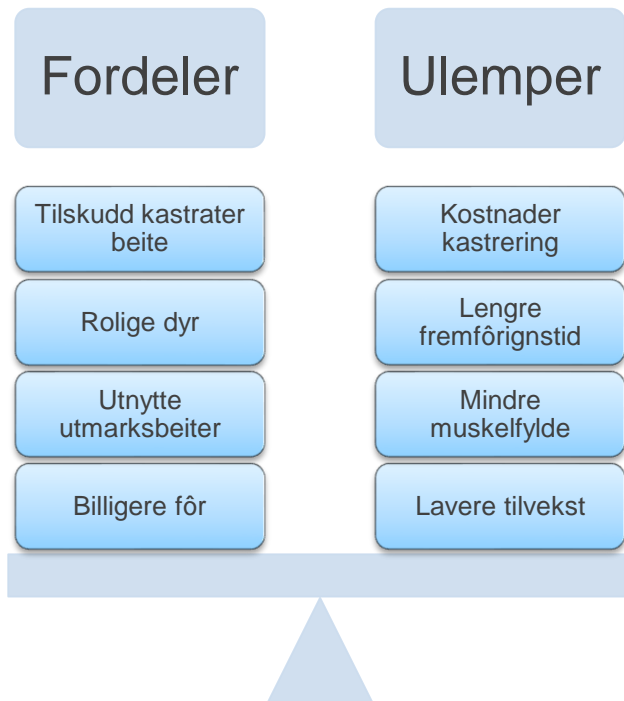 Fordeler
Tilskudd kastrater
beite
Rolige dyr
Utnytte
utmarksbeiter
Billigere fôr
Ulemper
Kostnader
kastrering
Lengre
fremfôrignstid
Mindre
muskelfylde
Lavere tilvekst